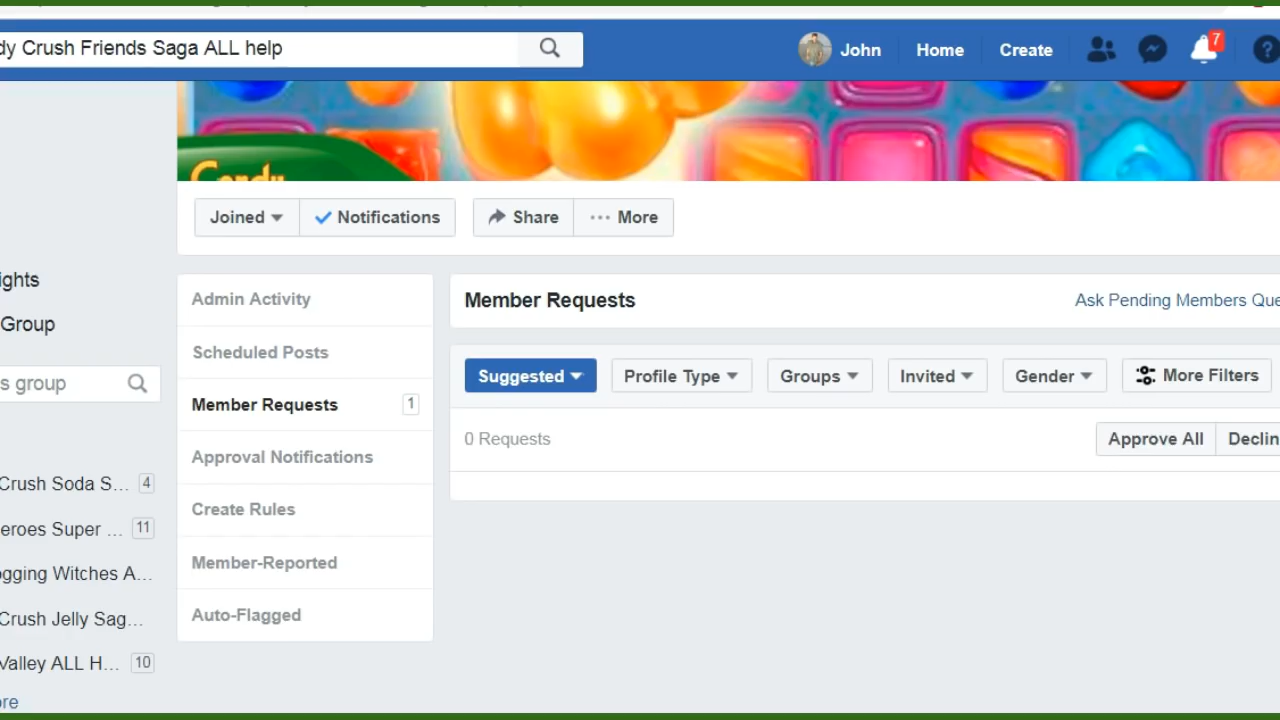 dy Crush Friends Saga ALL help
John Home Create 7
Candy
Joined Notifications Share More
ights
Group
s group
Crush Soda S... 4
eroes Super ... 11
ogging Witches A...
Crush Jelly Sag...
Valley ALL H... 10
ore
Admin Activity
Scheduled Posts
Member Requests 1
Approval Notifications
Create Rules
Member-Reported
Auto-Flagged
Member Requests Ask Pending Members Que
Suggested Profile Type Groups Invited Gender More Filters
0 Requests Approve All Declin